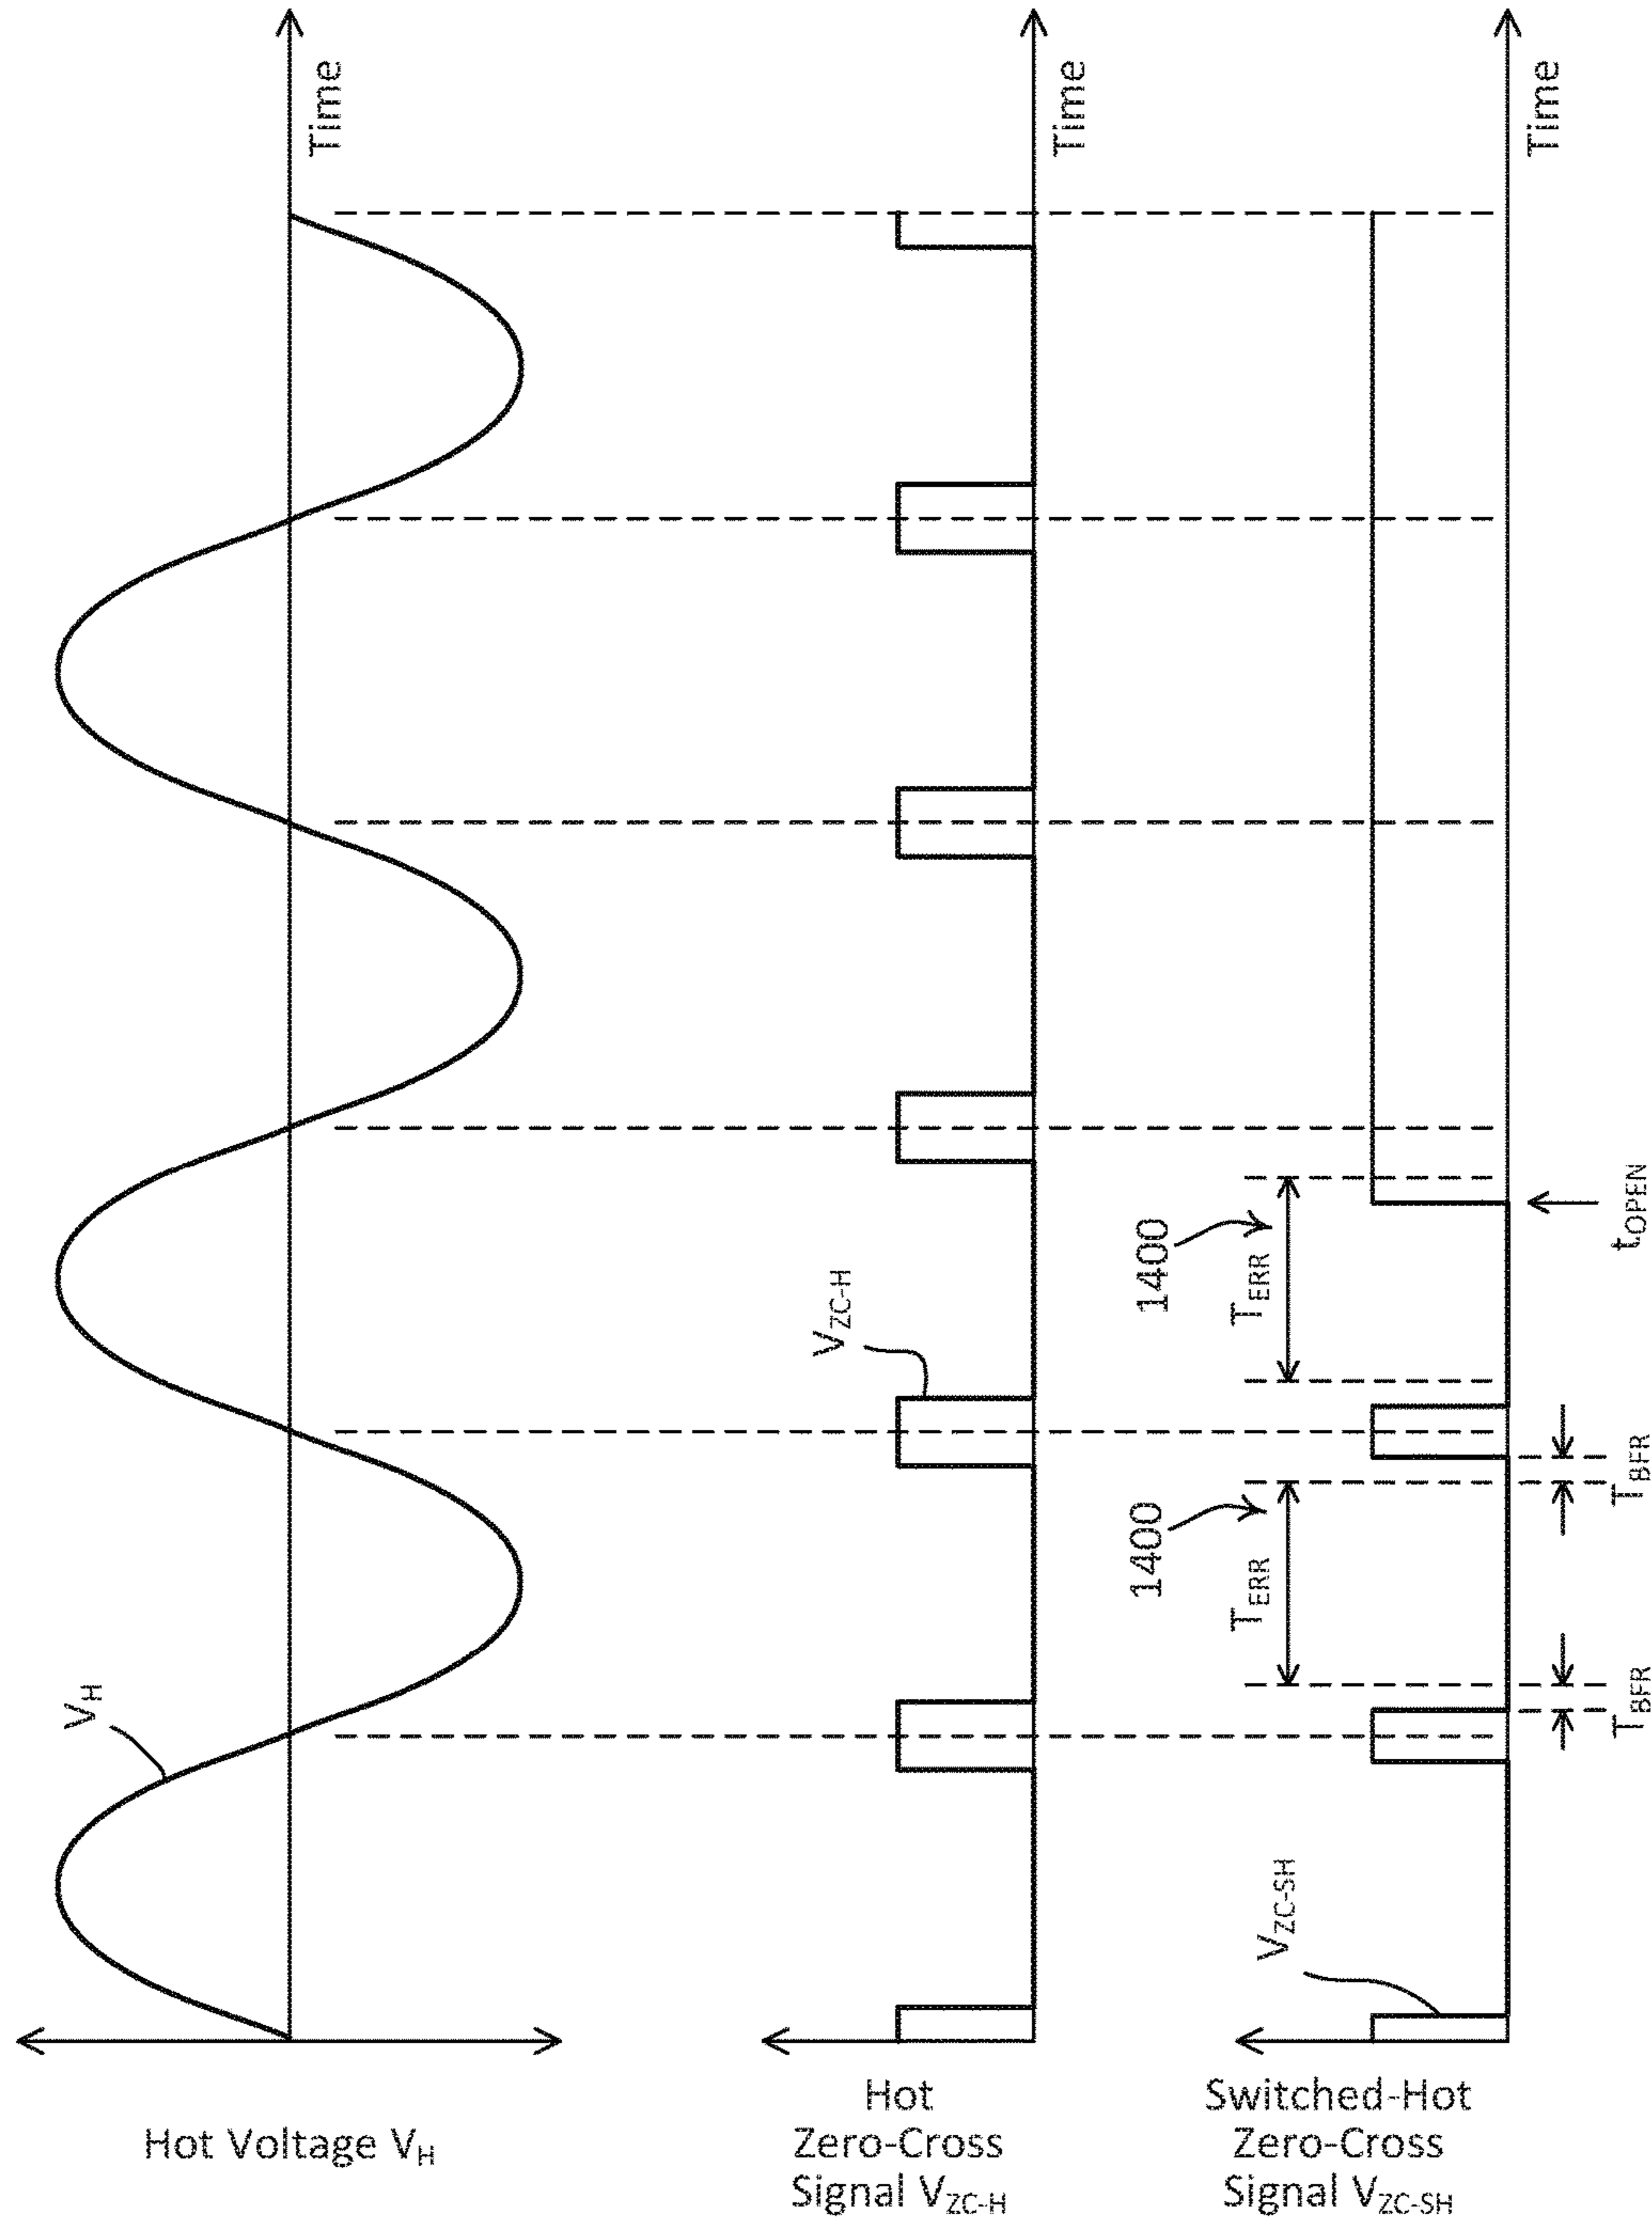 Hot Voltage V_H
V_H
Time
Hot
Zero-Cross
Signal V_ZC-H
V_ZC-H
Time
Switched-Hot
Zero-Cross
Signal V_ZC-SH
V_ZC-SH
1400
T_ERR
1400
T_ERR
Time
T_BFR
T_BFR
t_OPEN